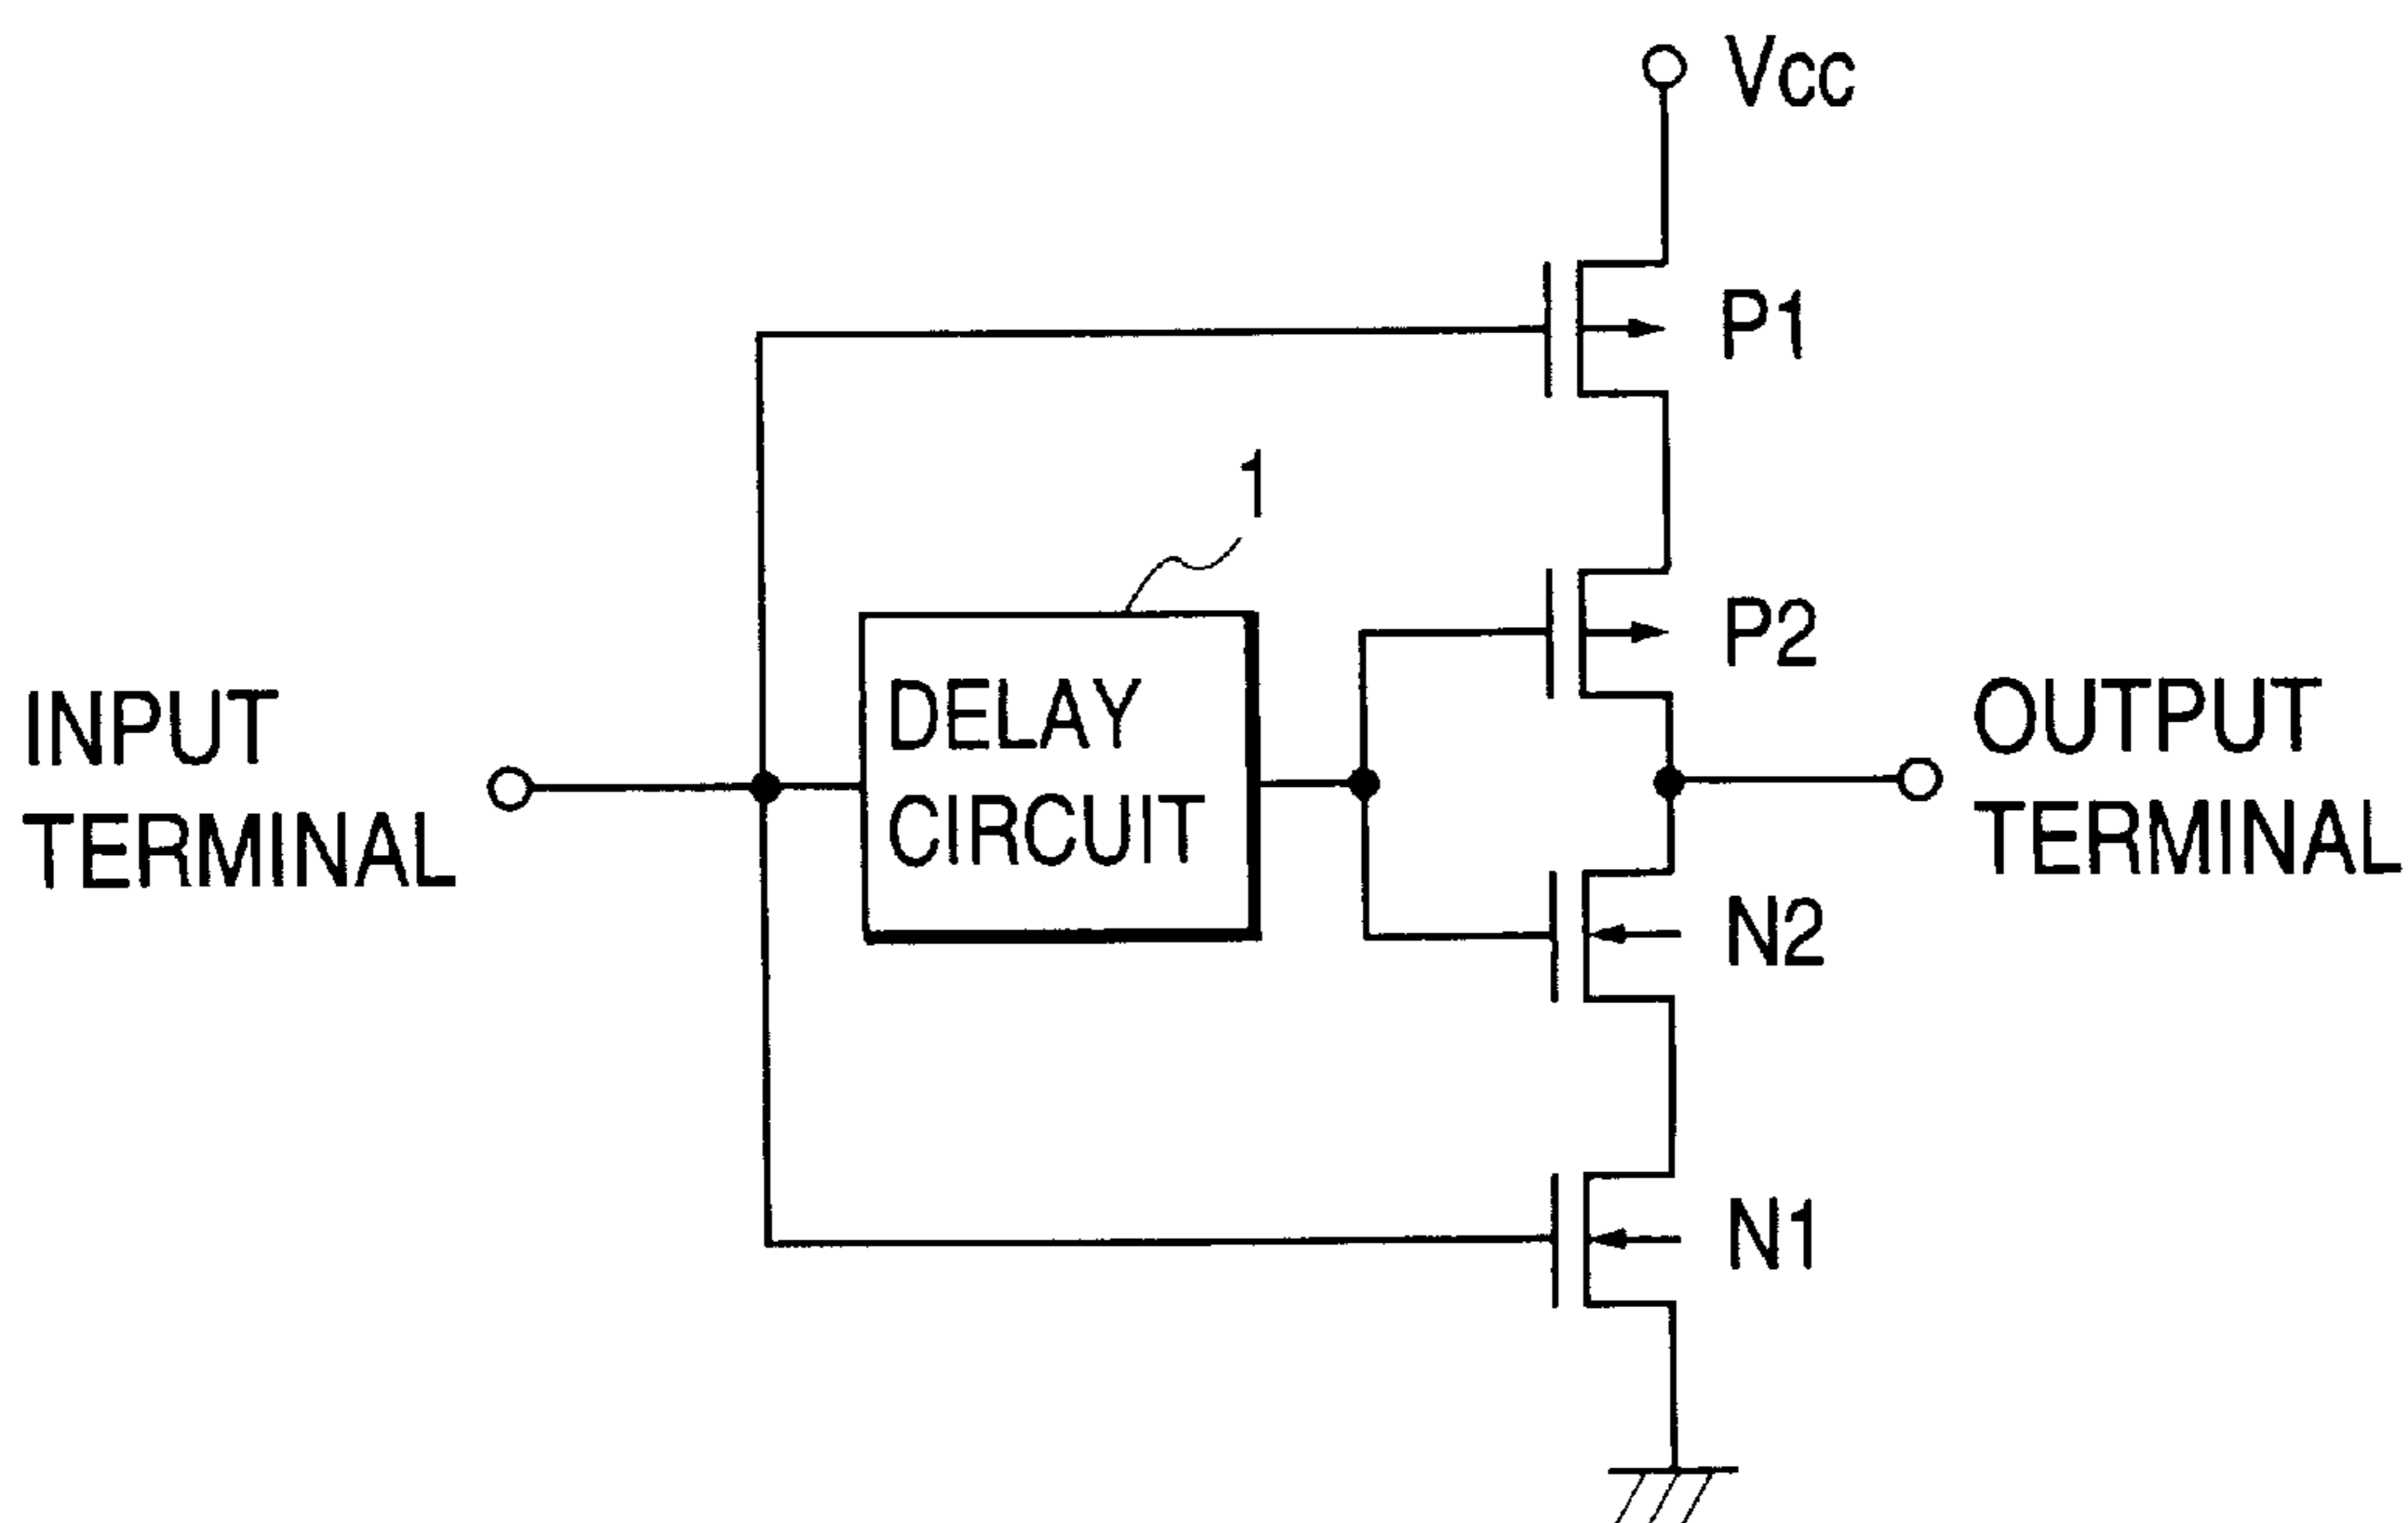 Vcc
P1
1
P2
INPUT
TERMINAL
DELAY
CIRCUIT
OUTPUT
TERMINAL
N2
N1